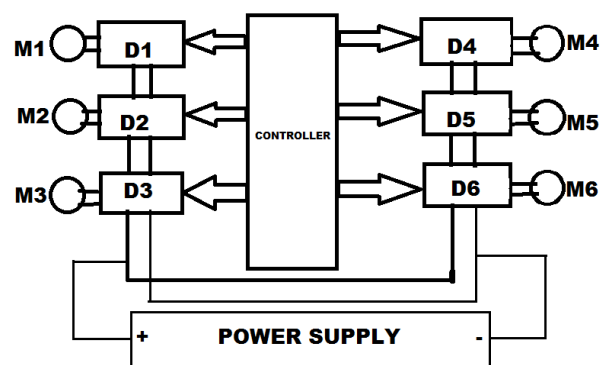 M1 D1 D4 M4
M2 D2 D5 M5
CONTROLLER
M3 D3 D6 M6
+ POWER SUPPLY -